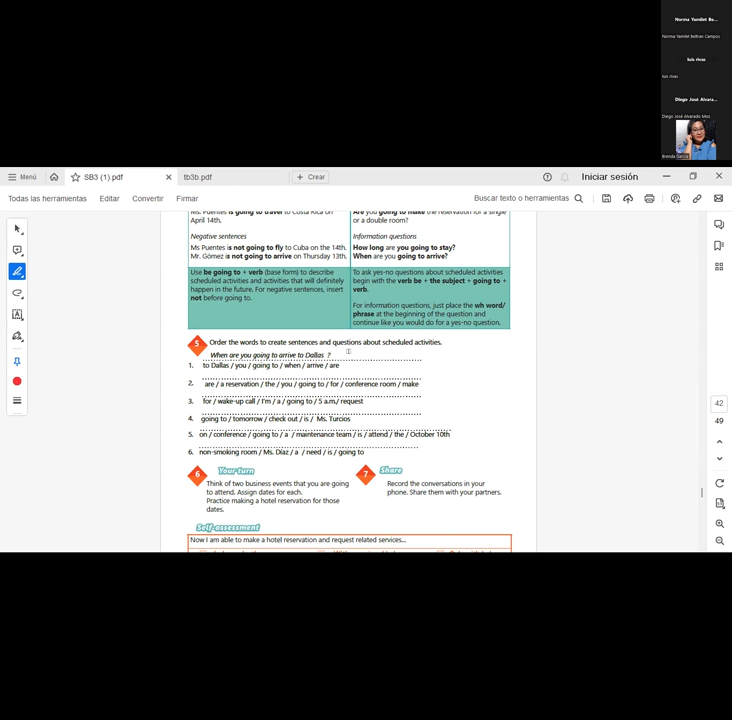 Norma Yamilet Be...
Norma Yamilet Beltran Campos
luis rivas
luis rivas
Diego José Alvara...
Diego José Alvarado Moz
Brenda Garcia
Menú
SB3 (1).pdf
tb3b.pdf
Crear
Iniciar sesión
Todas las herramientas
Editar
Convertir
Firmar
Buscar texto o herramientas
Ms. Puentes is going to travel to Costa Rica on
April 14th.
Negative sentences
Ms Puentes is not going to fly to Cuba on the 14th.
Mr. Gómez is not going to arrive on Thursday 13th.
Are you going to make the reservation for a single
or a double room?
Information questions
How long are you going to stay?
When are you going to arrive?
Use be going to + verb (base form) to describe
scheduled activities and activities that will definitely
happen in the future. For negative sentences, insert
not before going to.
To ask yes-no questions about scheduled activities
begin with the verb be + the subject + going to +
verb.
For information questions, just place the wh word/
phrase at the beginning of the question and
continue like you would do for a yes-no question.
5 Order the words to create sentences and questions about scheduled activities.
When are you going to arrive to Dallas ?
1. to Dallas / you / going to / when / arrive / are
2. are / a reservation / the / you / going to / for / conference room / make
3. for / wake-up call / I'm / a / going to / 5 a.m./ request
4. going to / tomorrow / check out / is / Ms. Turcios
5. on / conference / going to / a / maintenance team / is / attend / the / October 10th
6. non-smoking room / Ms. Díaz / a / need / is / going to
6 Your turn
Think of two business events that you are going
to attend. Assign dates for each.
Practice making a hotel reservation for those
dates.
7 Share
Record the conversations in your
phone. Share them with your partners.
Self-assessment
Now I am able to make a hotel reservation and request related services...
42
49